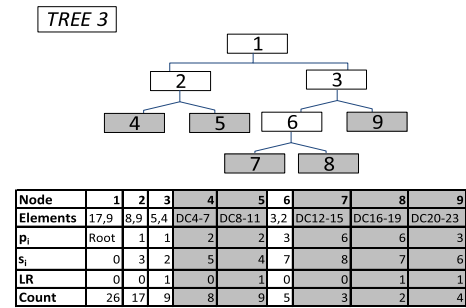 TREE 3
1
2 3
4 5 6 9
7 8
Node 1 2 3 4 5 6 7 8 9
Elements 17,9 8,9 5,4 DC4-7 DC8-11 3,2 DC12-15 DC16-19 DC20-23
pi Root 1 1 2 2 3 6 6 3
si 0 3 2 5 4 7 8 7 6
LR 0 0 1 0 1 0 0 1 1
Count 26 17 9 8 9 5 3 2 4